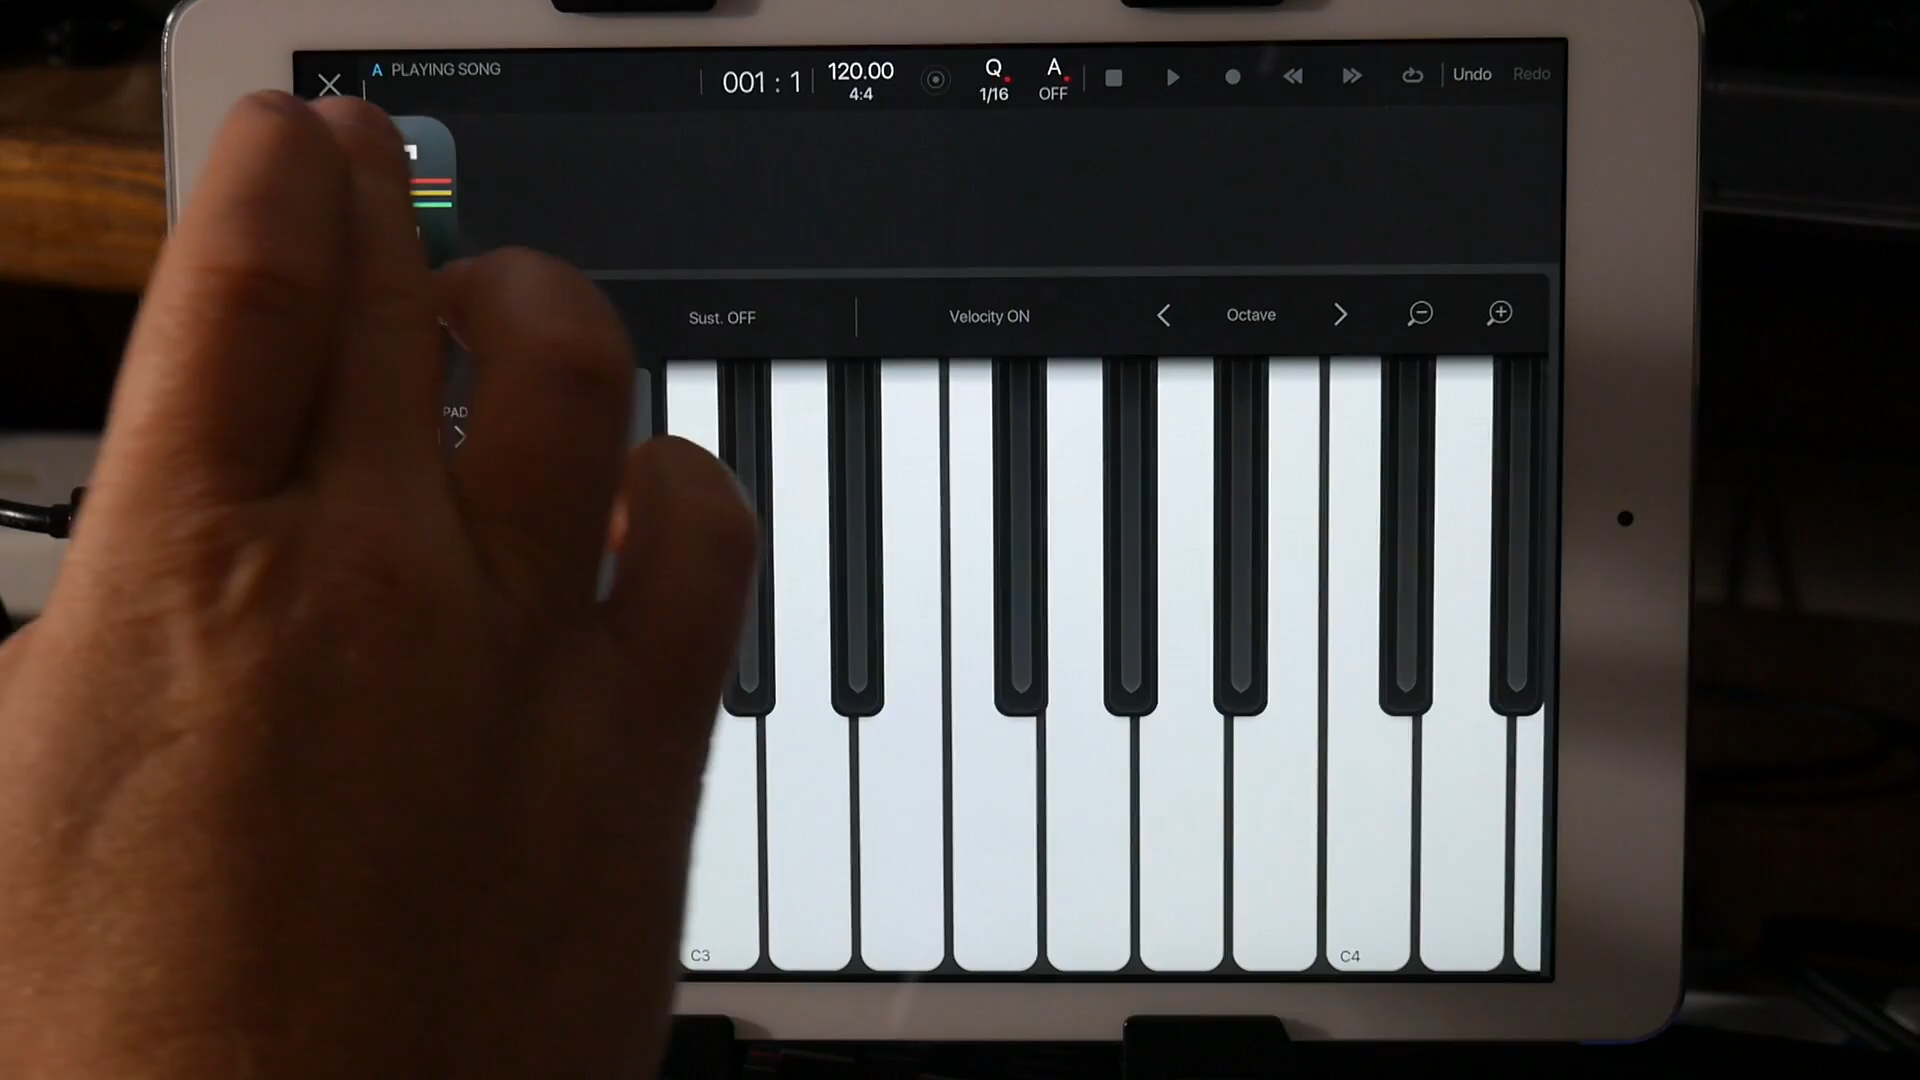 A PLAYING SONG
001 : 1
120.00
4:4
Q
1/16
A
OFF
Undo
Redo
Sust. OFF
Velocity ON
Octave
PAD
C3
C4